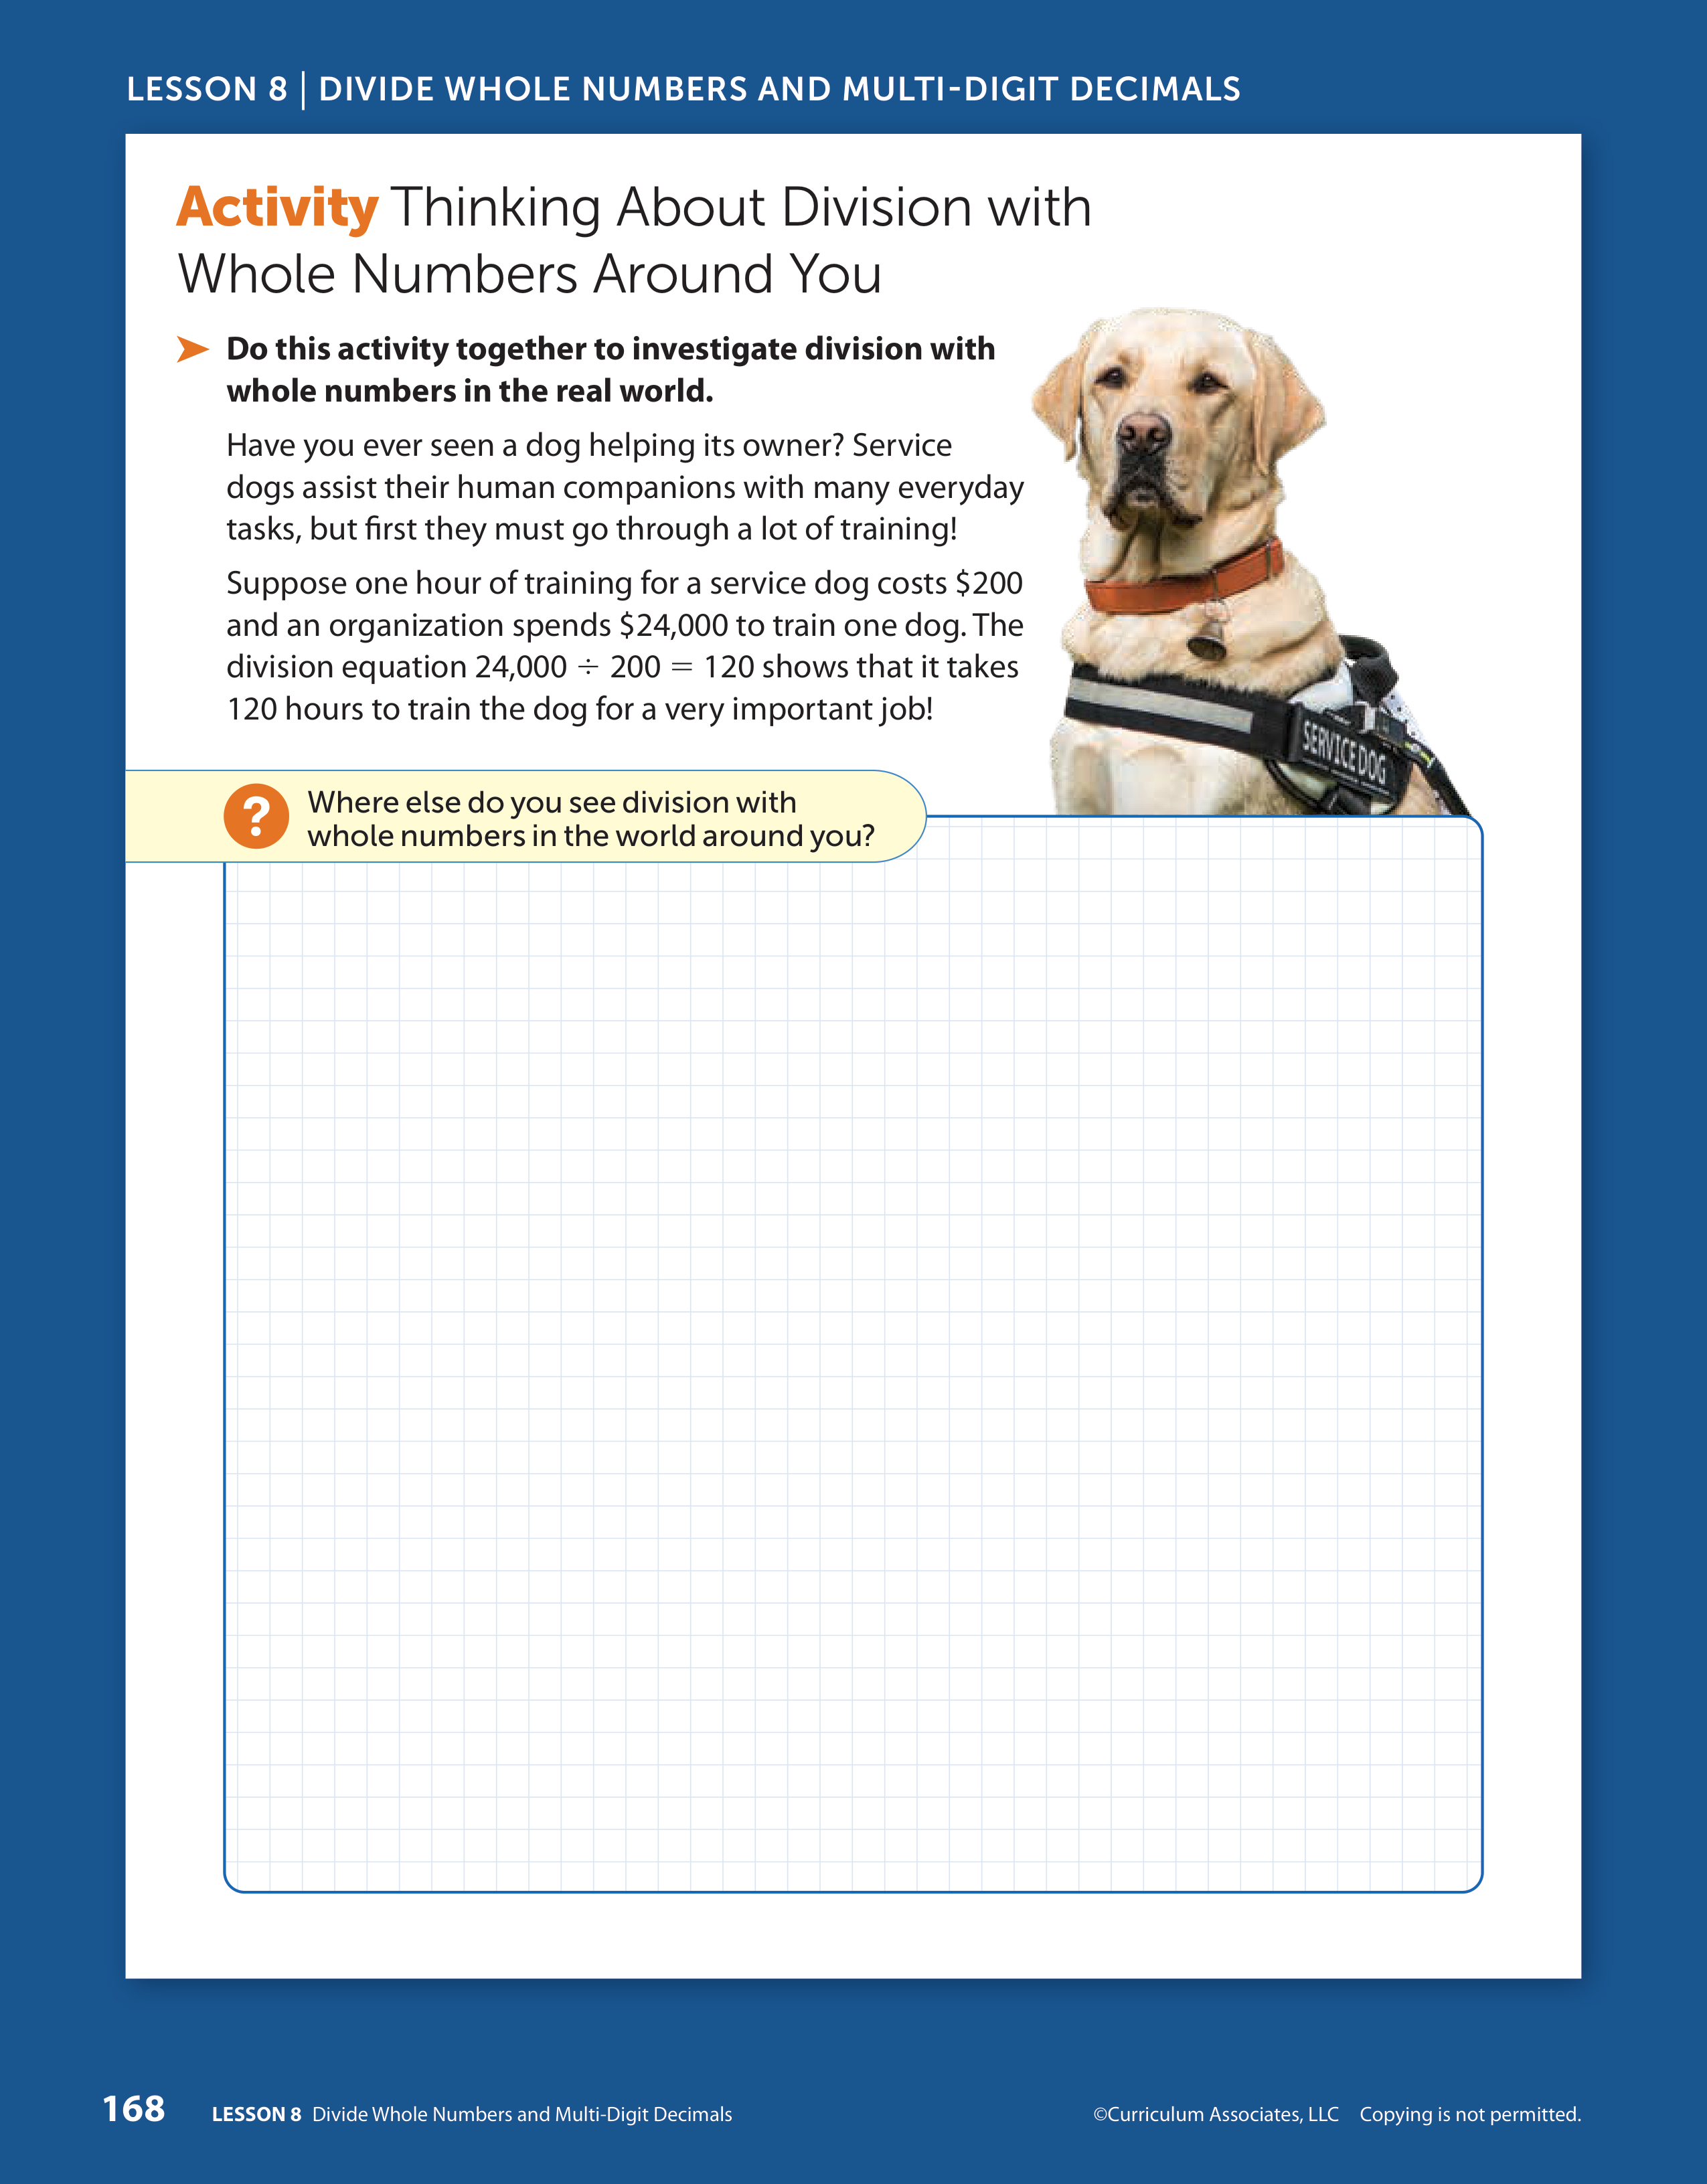 LESSON 8 | DIVIDE WHOLE NUMBERS AND MULTI-DIGIT DECIMALS
Activity Thinking About Division with
Whole Numbers Around You
Do this activity together to investigate division with
whole numbers in the real world.
Have you ever seen a dog helping its owner? Service
dogs assist their human companions with many everyday
tasks, but first they must go through a lot of training!
Suppose one hour of training for a service dog costs $200
and an organization spends $24,000 to train one dog. The
division equation 24,000 ÷ 200 = 120 shows that it takes
120 hours to train the dog for a very important job!
SERVICE DOG
? Where else do you see division with
whole numbers in the world around you?
168 LESSON 8 Divide Whole Numbers and Multi-Digit Decimals
©Curriculum Associates, LLC Copying is not permitted.